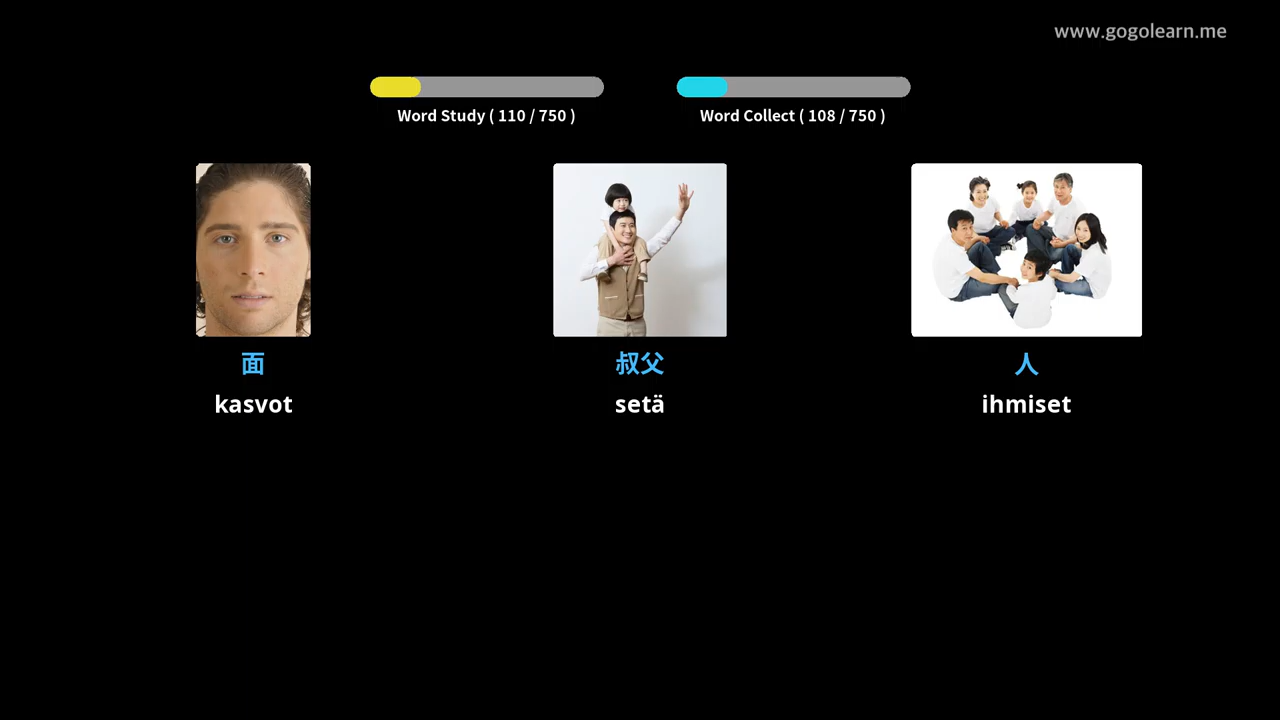 www.gogolearn.me
Word Study ( 110 / 750 )
Word Collect ( 108 / 750 )
面
叔父
人
kasvot
setä
ihmiset